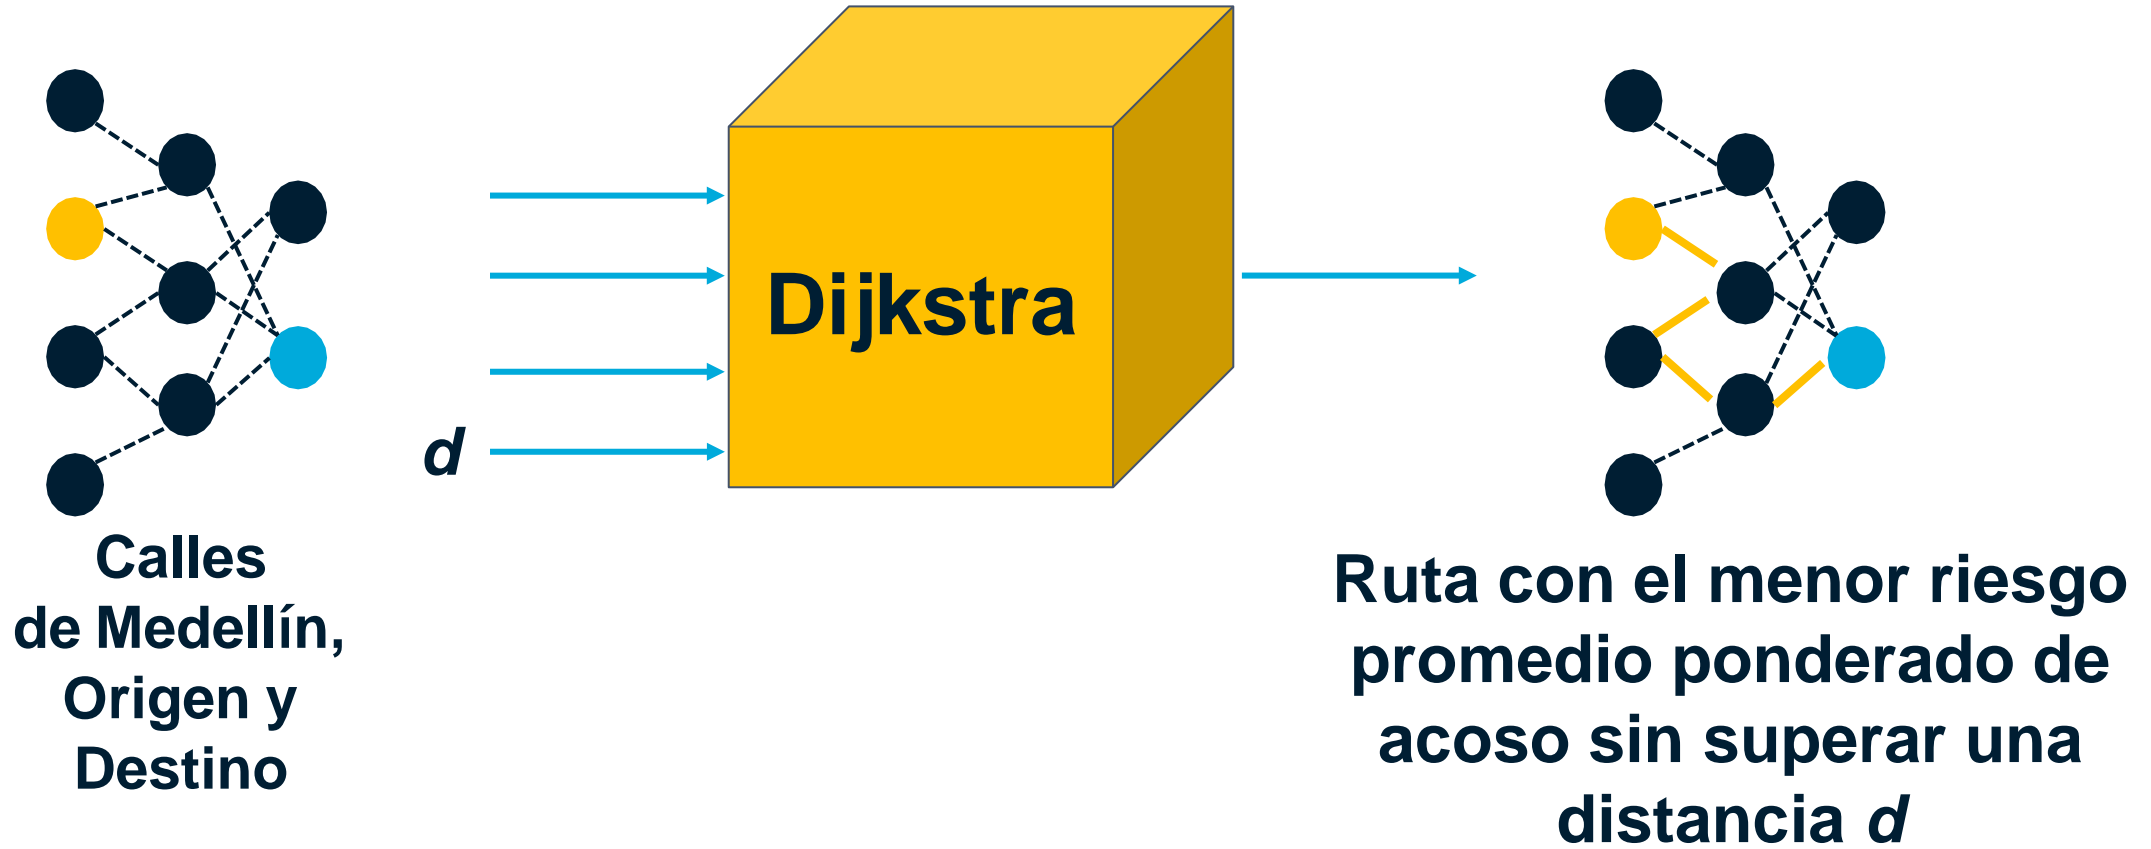 Dijkstra
d
Calles
de Medellín,
Origen y
Destino
Ruta con el menor riesgo
promedio ponderado de
acoso sin superar una
distancia d